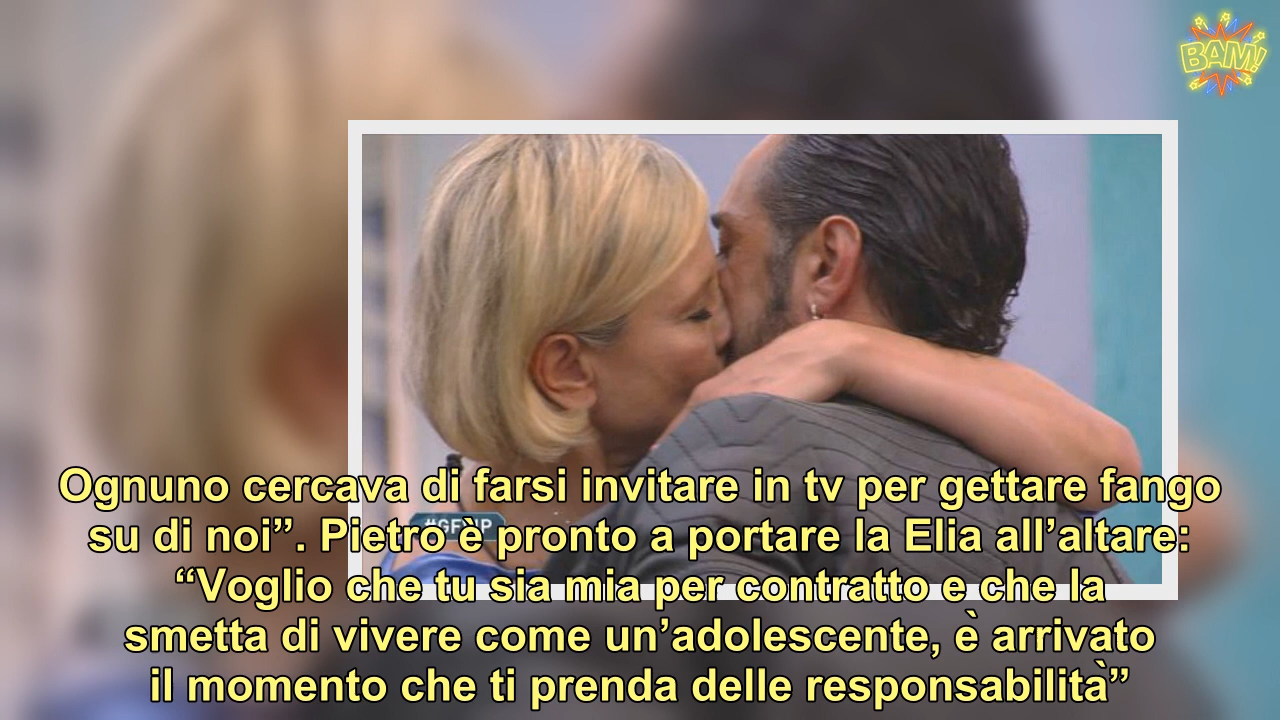 BAM!
Ognuno cercava di farsi invitare in tv per gettare fango
su di noi”. Pietro è pronto a portare la Elia all’altare:
“Voglio che tu sia mia per contratto e che la
smetta di vivere come un’adolescente, è arrivato
il momento che ti prenda delle responsabilità”
#GFVIP